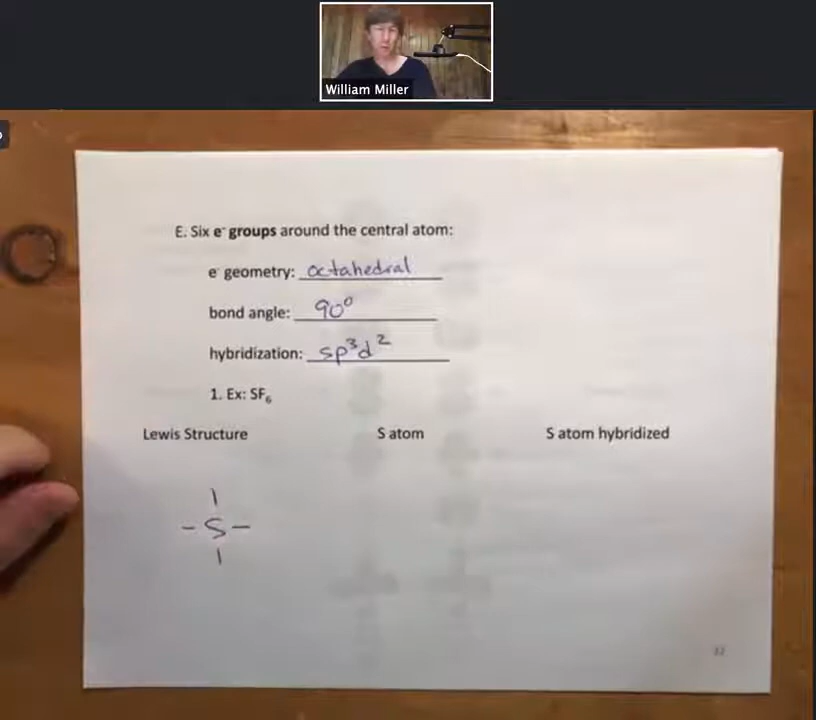 William Miller
E. Six e⁻ groups around the central atom:
e⁻ geometry: octahedral
bond angle: 90°
hybridization: sp³d²
1. Ex: SF₆
Lewis Structure S atom S atom hybridized
S